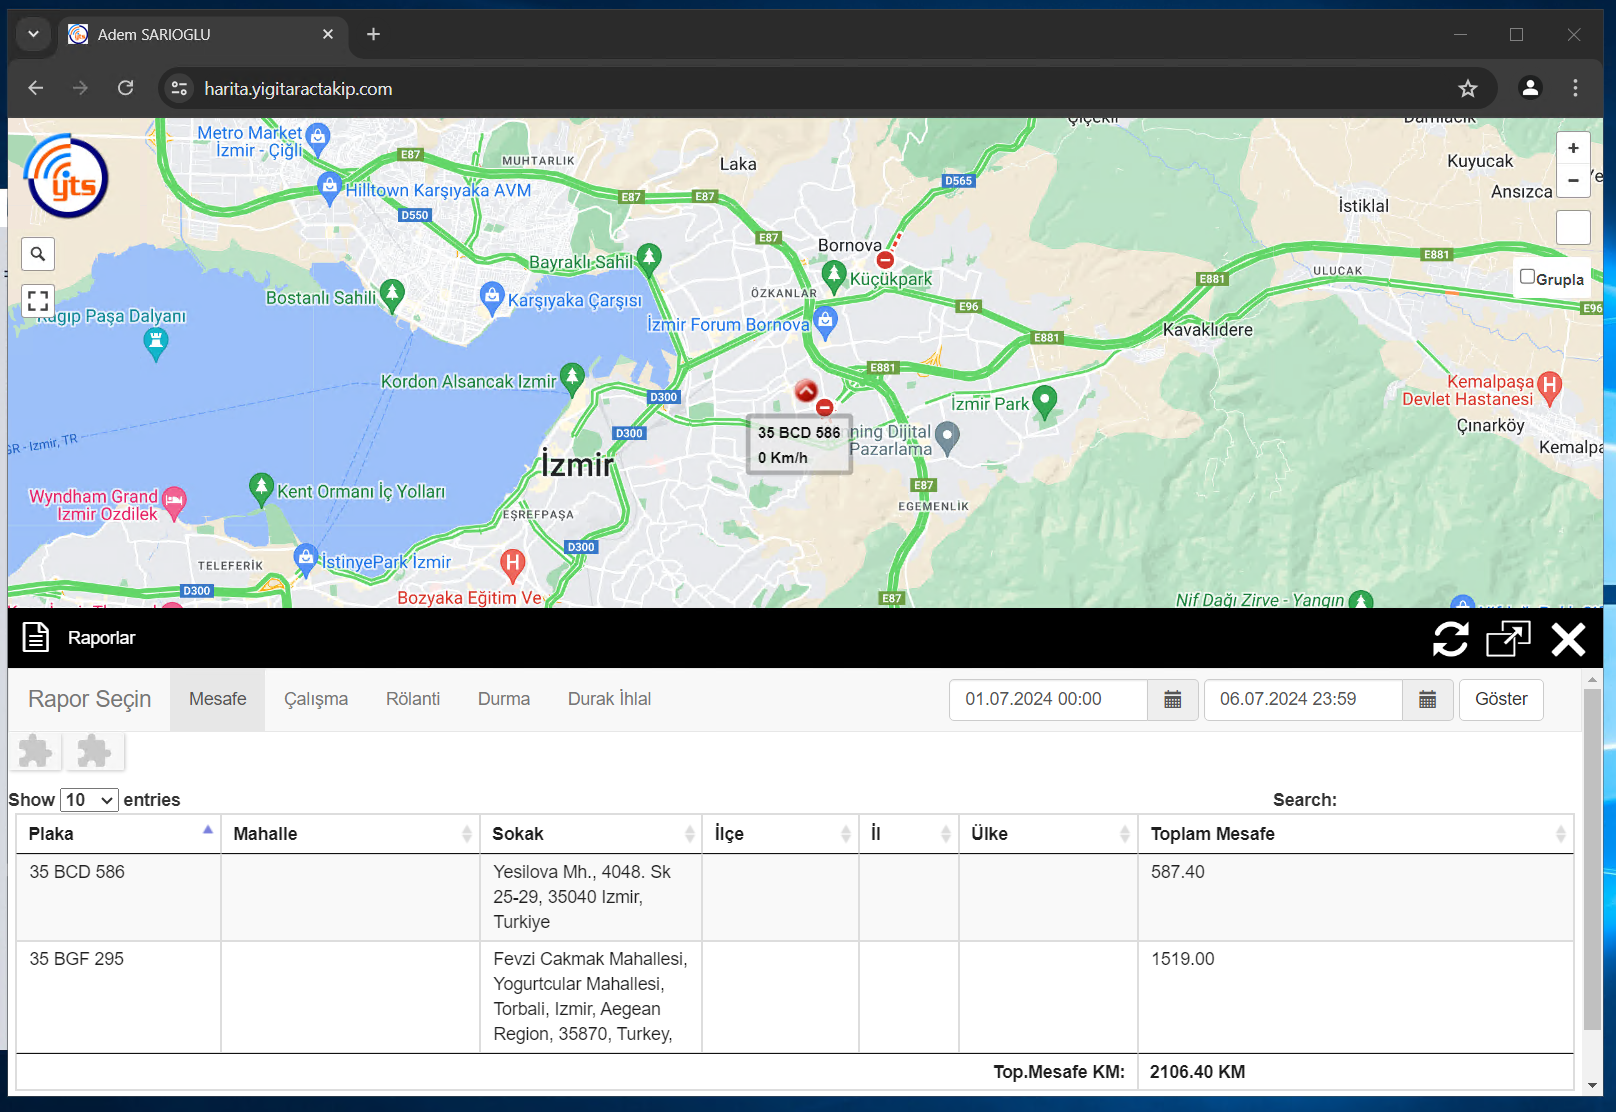 Adem SARIOGLU
harita.yigitaractakip.com
Çiçekli
Damlacık
Metro Market
İzmir - Çiğli
E87
MUHTARLIK
Laka
Kuyucak
+
yts
Hilltown Karşıyaka AVM
E87
E87
D565
Ansızca
−
D550
İstiklal
E87
Bornova
Bayraklı Sahil
E881
Küçükpark
ULUCAK
Grupla
Bostanlı Sahili
Karşıyaka Çarşısı
ÖZKANLAR
E881
E96
E96
Ragıp Paşa Dalyanı
İzmir Forum Bornova
Kavaklıdere
E881
E881
Kordon Alsancak Izmir
D300
İzmir Park
Kemalpaşa
Devlet Hastanesi
35 BCD 586
0 Km/h
ning Dijital
Pazarlama
Çınarköy
Kemalpa
D300
GR - Izmir, TR
İzmir
E87
Kent Ormanı İç Yolları
Wyndham Grand
Izmir Ozdilek
EŞREFPAŞA
EGEMENLIK
D300
TELEFERIK
İstinyePark İzmir
D300
Bozyaka Eğitim Ve
E87
Nif Dağı Zirve - Yangın
Raporlar
Rapor Seçin
Mesafe
Çalışma
Rölanti
Durma
Durak İhlal
01.07.2024 00:00
06.07.2024 23:59
Göster
Show 10 entries
Search:
Plaka
Mahalle
Sokak
İlçe
İl
Ülke
Toplam Mesafe
35 BCD 586
Yesilova Mh., 4048. Sk
25-29, 35040 Izmir,
Turkiye
587.40
35 BGF 295
Fevzi Cakmak Mahallesi,
Yogurtcular Mahallesi,
Torbali, Izmir, Aegean
Region, 35870, Turkey,
1519.00
Top.Mesafe KM:
2106.40 KM